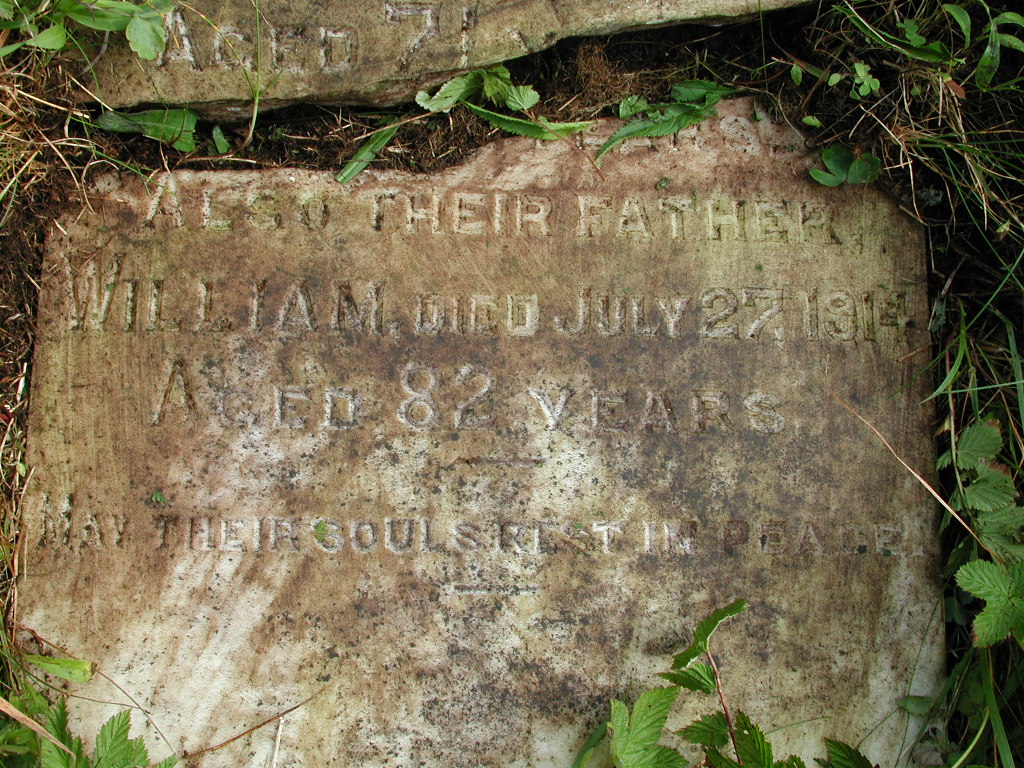 AGED 71
YEARS.
ALSO THEIR FATHER,
WILLIAM, DIED JULY 27, 1914.
AGED 82 YEARS.
MAY THEIR SOULS REST IN PEACE.